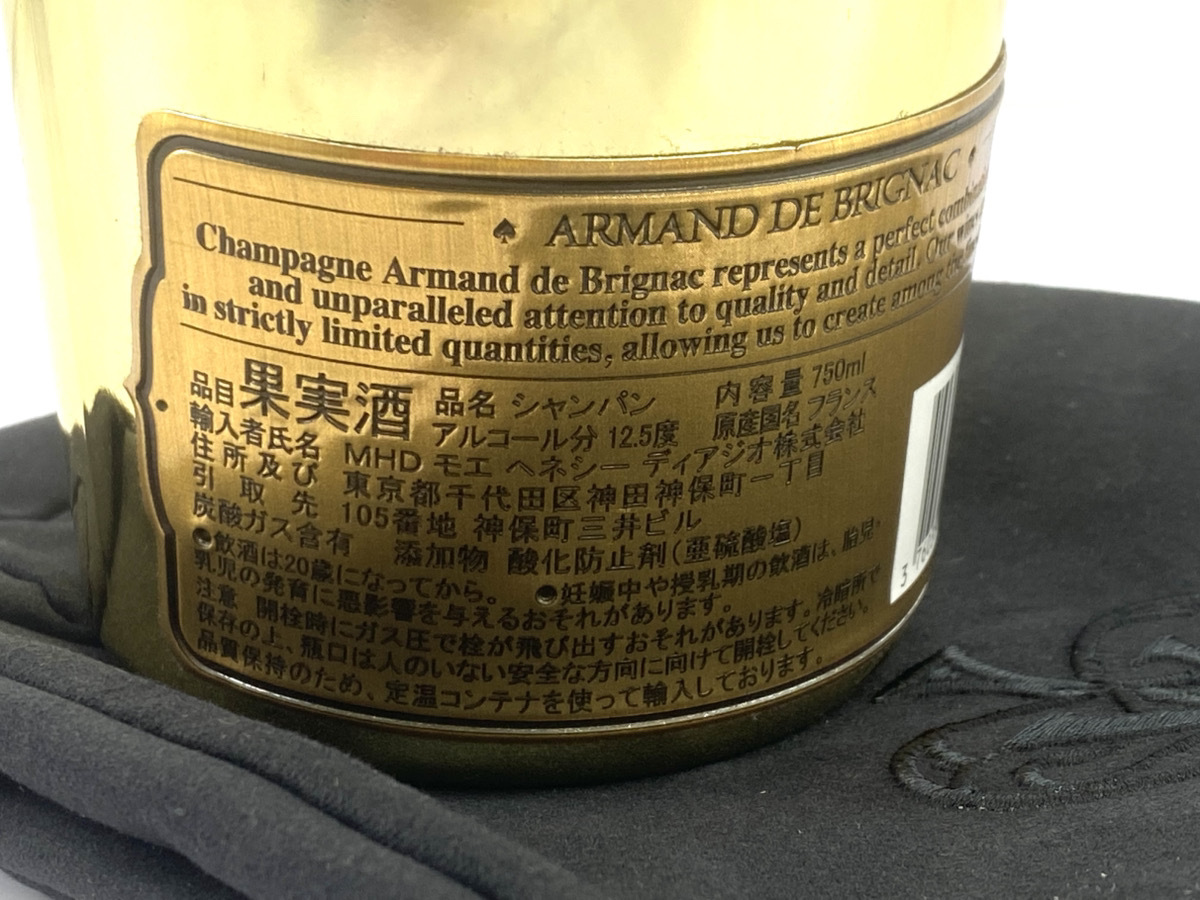 ♠ ARMAND DE BRIGNAC ♠
Champagne Armand de Brignac represents a perfect
and unparalleled attention to quality and detail. Our
in strictly limited quantities, allowing us to create among the
品目 果実酒 品名 シャンパン 内容量 750ml
アルコール分 12.5度 原産国名 フランス
輸入者氏名 MHD モエ ヘネシー ディアジオ株式会社
住所及び 東京都千代田区神田神保町一丁目
引取先 105番地 神保町三井ビル
炭酸ガス含有 添加物 酸化防止剤(亜硫酸塩)
●飲酒は20歳になってから。 ●妊娠中や授乳期の飲酒は、胎児・
乳児の発育に悪影響を与えるおそれがあります。
注意 開栓時にガス圧で栓が飛び出すおそれがあります。冷暗所で
保存の上、瓶口は人のいない安全な方向に向けて開栓してください。
品質保持のため、定温コンテナを使って輸入しております。